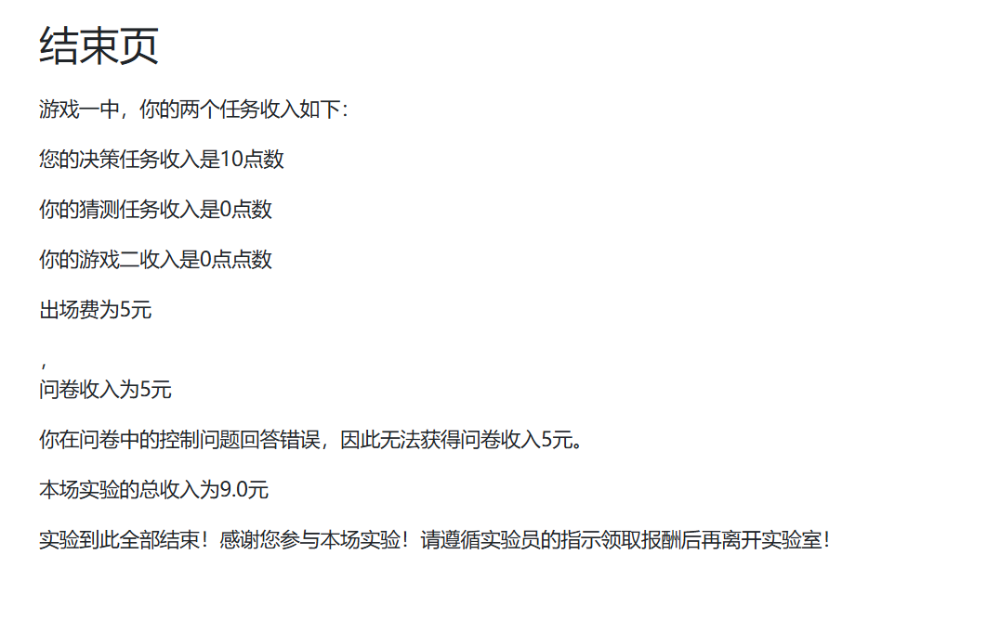 结束页
游戏一中，你的两个任务收入如下：
您的决策任务收入是10点数
你的猜测任务收入是0点数
你的游戏二收入是0点点数
出场费为5元
，
问卷收入为5元
你在问卷中的控制问题回答错误，因此无法获得问卷收入5元。
本场实验的总收入为9.0元
实验到此全部结束！感谢您参与本场实验！请遵循实验员的指示领取报酬后再离开实验室！